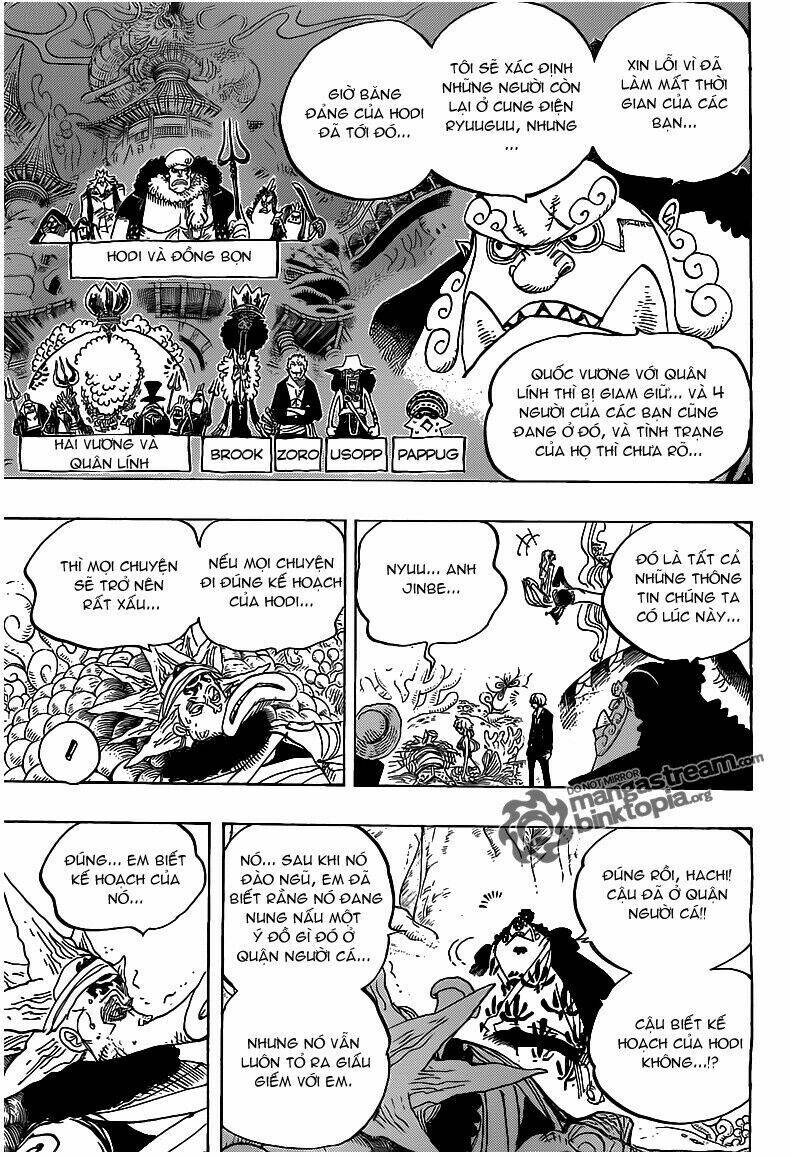 XIN LỖI VÌ ĐÃ
LÀM MẤT THỜI
GIAN CỦA CÁC
BẠN...
TÔI SẼ XÁC ĐỊNH
NHỮNG NGƯỜI CÒN
LẠI Ở CUNG ĐIỆN
RYUUGUU, NHƯNG
...
GIỜ BĂNG
ĐẢNG CỦA HODI
ĐÃ TỚI ĐÓ...
HODI VÀ ĐỒNG BỌN
HẢI VƯƠNG VÀ
QUÂN LÍNH
BROOK
ZORO
USOPP
PAPPUG
QUỐC VƯƠNG VỚI QUÂN
LÍNH THÌ BỊ GIAM GIỮ... VÀ 4
NGƯỜI CỦA CÁC BẠN CŨNG
ĐANG Ở ĐÓ, VÀ TÌNH TRẠNG
CỦA HỌ THÌ CHƯA RÕ...
ĐÓ LÀ TẤT CẢ
NHỮNG THÔNG
TIN CHÚNG TA
CÓ LÚC NÀY...
NYUU... ANH
JINBE...
NẾU MỌI CHUYỆN
ĐI ĐÚNG KẾ HOẠCH
CỦA HODI...
THÌ MỌI CHUYỆN
SẼ TRỞ NÊN
RẤT XẤU...
DO NOT MIRROR
mangastream.com
binktopia.org
ĐÚNG RỒI, HACHI!
CẬU ĐÃ Ở QUẬN
NGƯỜI CÁ!!
CẬU BIẾT KẾ
HOẠCH CỦA HODI
KHÔNG...!?
NÓ... SAU KHI NÓ
ĐÀO NGŨ, EM ĐÃ
BIẾT RẰNG NÓ ĐANG
NUNG NẤU MỘT
Ý ĐỒ GÌ ĐÓ Ở
QUẬN NGƯỜI CÁ...
NHƯNG NÓ VẪN
LUÔN TỎ RA GIẤU
GIẾM VỚI EM.
ĐÚNG... EM BIẾT
KẾ HOẠCH CỦA
NÓ...